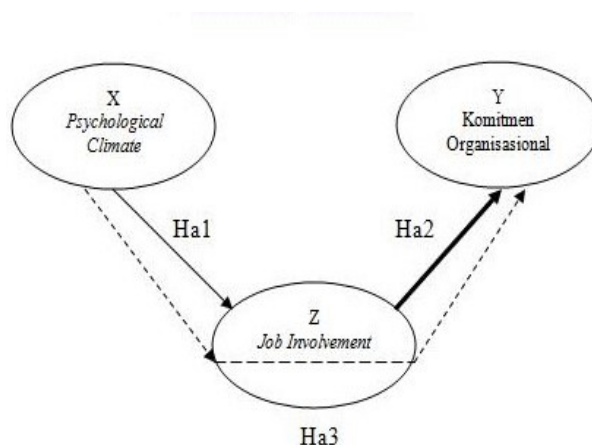 X
Psychological
Climate
Y
Komitmen
Organisasional
Ha1
Ha2
Z
Job Involvement
Ha3